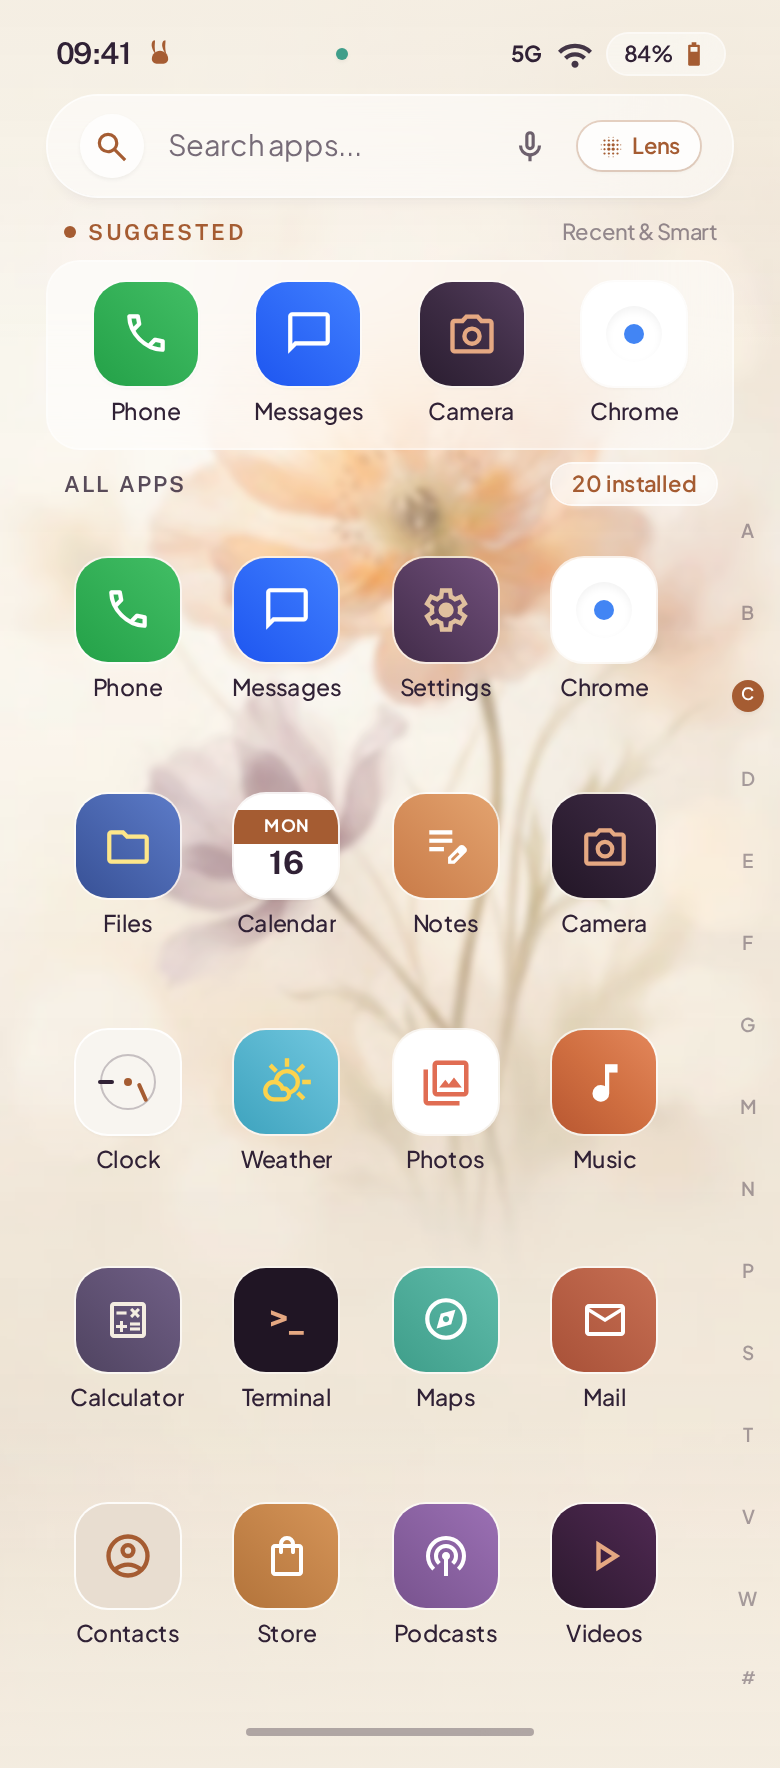 09:41 5G 84%
Search apps... Lens
SUGGESTED Recent & Smart
Phone Messages Camera Chrome
ALL APPS 20 installed
A
B
Phone Messages Settings Chrome
C
D
MON
16
E
Files Calendar Notes Camera
F
G
M
Clock Weather Photos Music
N
P
>_
S
Calculator Terminal Maps Mail
T
V
W
Contacts Store Podcasts Videos
#